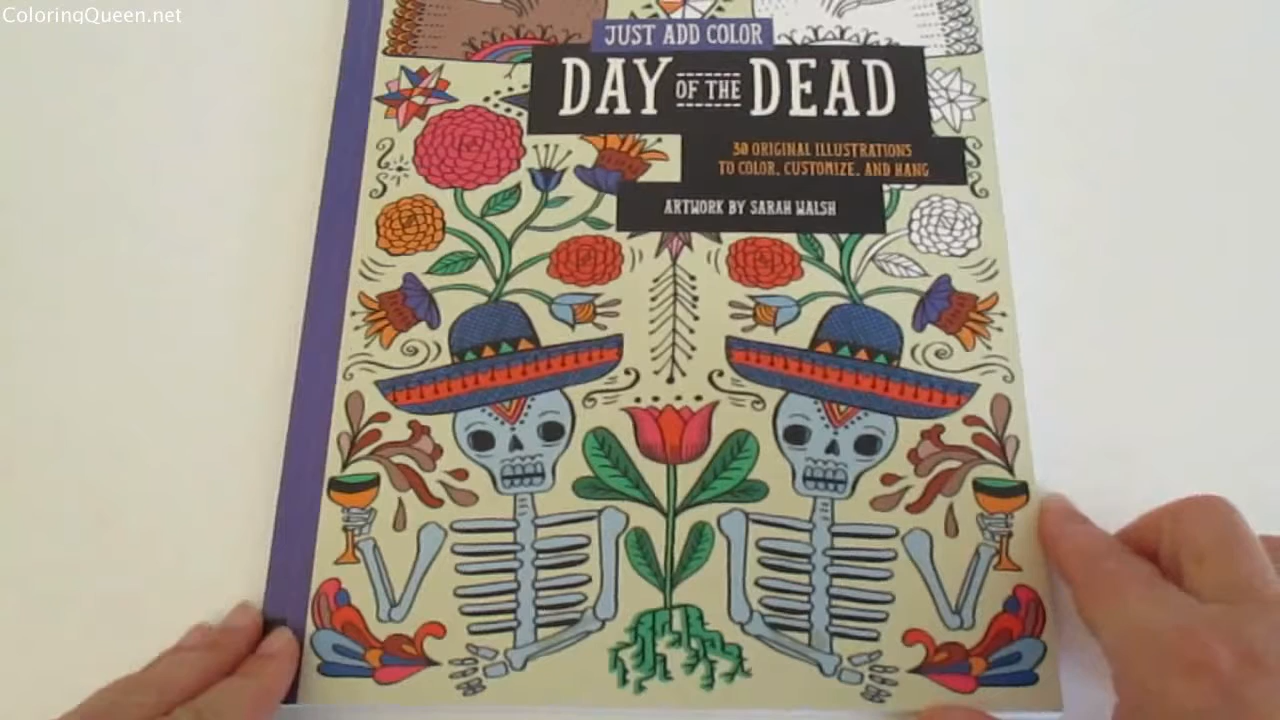 ColoringQueen.net
JUST ADD COLOR
DAY OF THE DEAD
30 ORIGINAL ILLUSTRATIONS
TO COLOR, CUSTOMIZE, AND HANG
ARTWORK BY SARAH WALSH